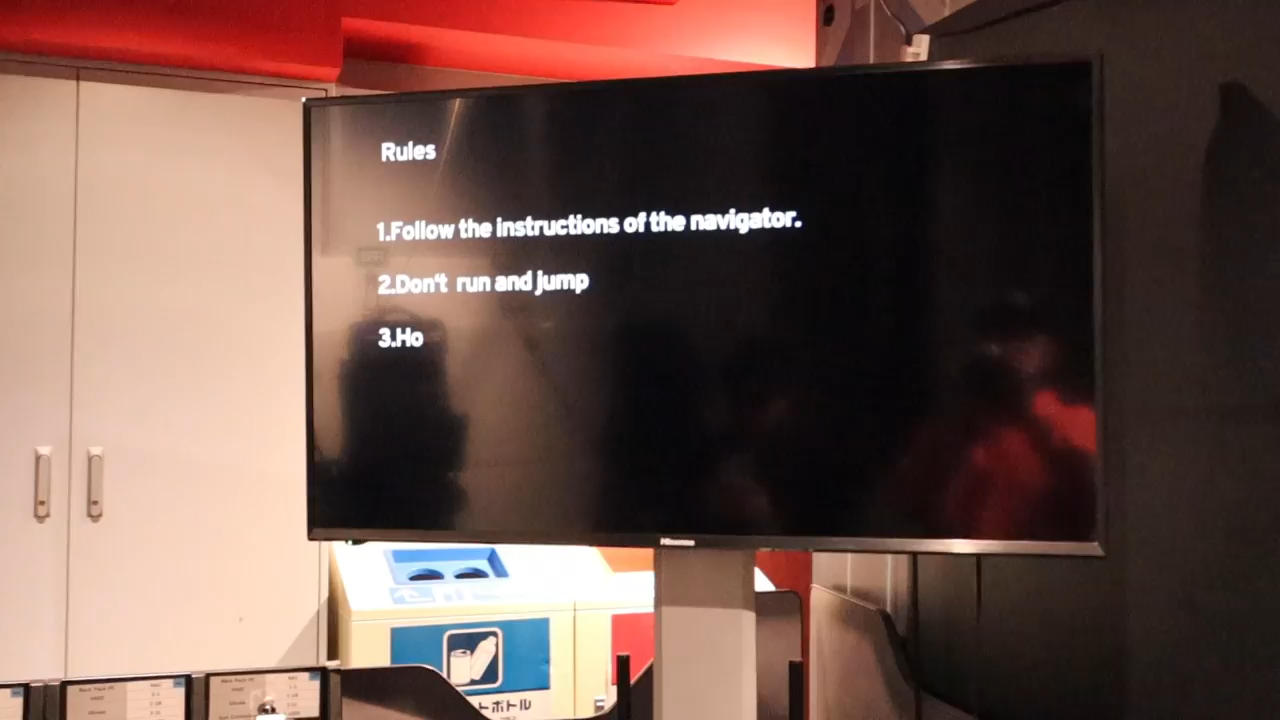 Rules
1.Follow the instructions of the navigator.
2.Don't  run and jump
3.Ho
Hisense
トボトル